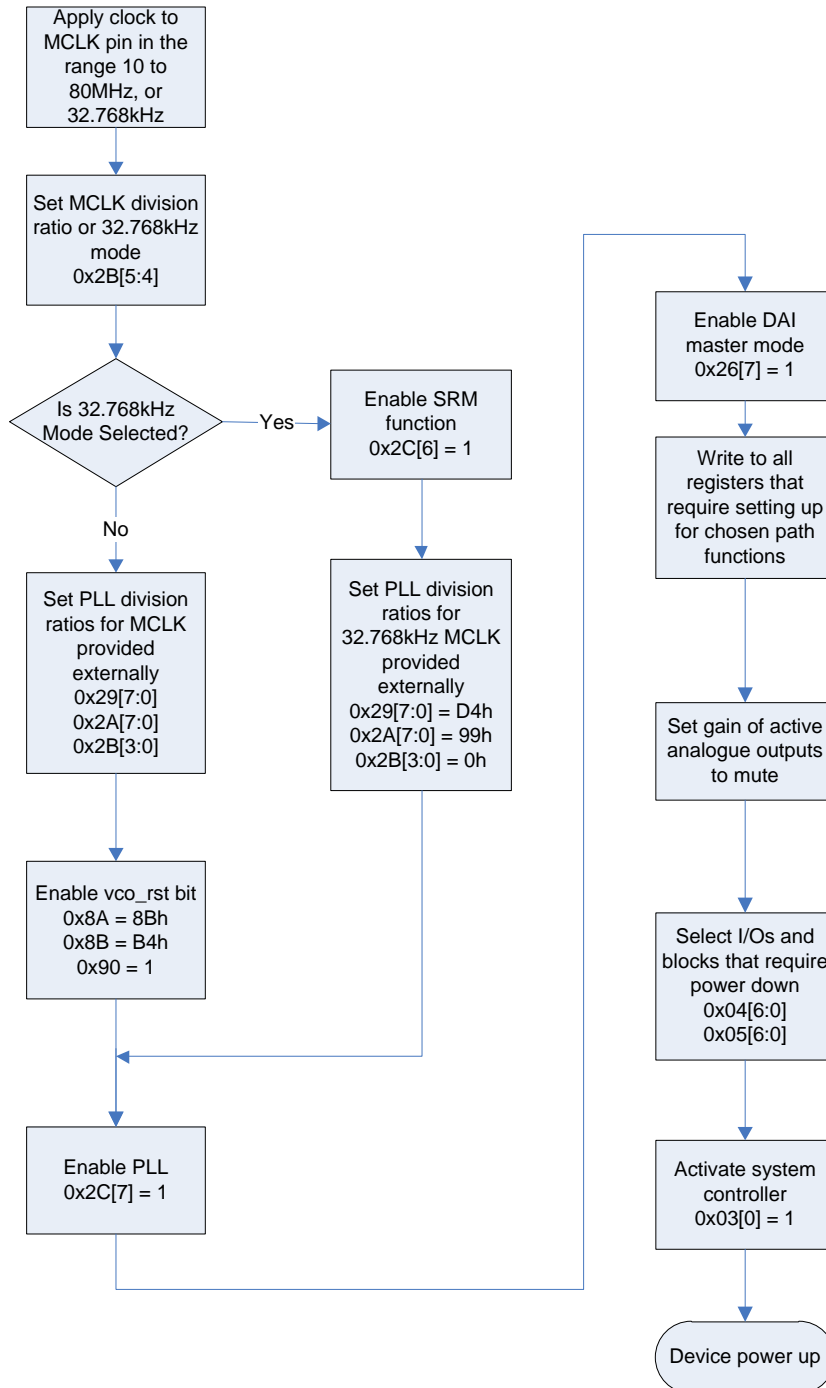 Apply clock to
MCLK pin in the
range 10 to
80MHz, or
32.768kHz
Set MCLK division
ratio or 32.768kHz
mode
0x2B[5:4]
Is 32.768kHz
Mode Selected?
Yes
No
Enable SRM
function
0x2C[6] = 1
Set PLL division
ratios for MCLK
provided
externally
0x29[7:0]
0x2A[7:0]
0x2B[3:0]
Set PLL division
ratios for
32.768kHz MCLK
provided
externally
0x29[7:0] = D4h
0x2A[7:0] = 99h
0x2B[3:0] = 0h
Enable vco_rst bit
0x8A = 8Bh
0x8B = B4h
0x90 = 1
Enable PLL
0x2C[7] = 1
Enable DAI
master mode
0x26[7] = 1
Write to all
registers that
require setting up
for chosen path
functions
Set gain of active
analogue outputs
to mute
Select I/Os and
blocks that require
power down
0x04[6:0]
0x05[6:0]
Activate system
controller
0x03[0] = 1
Device power up